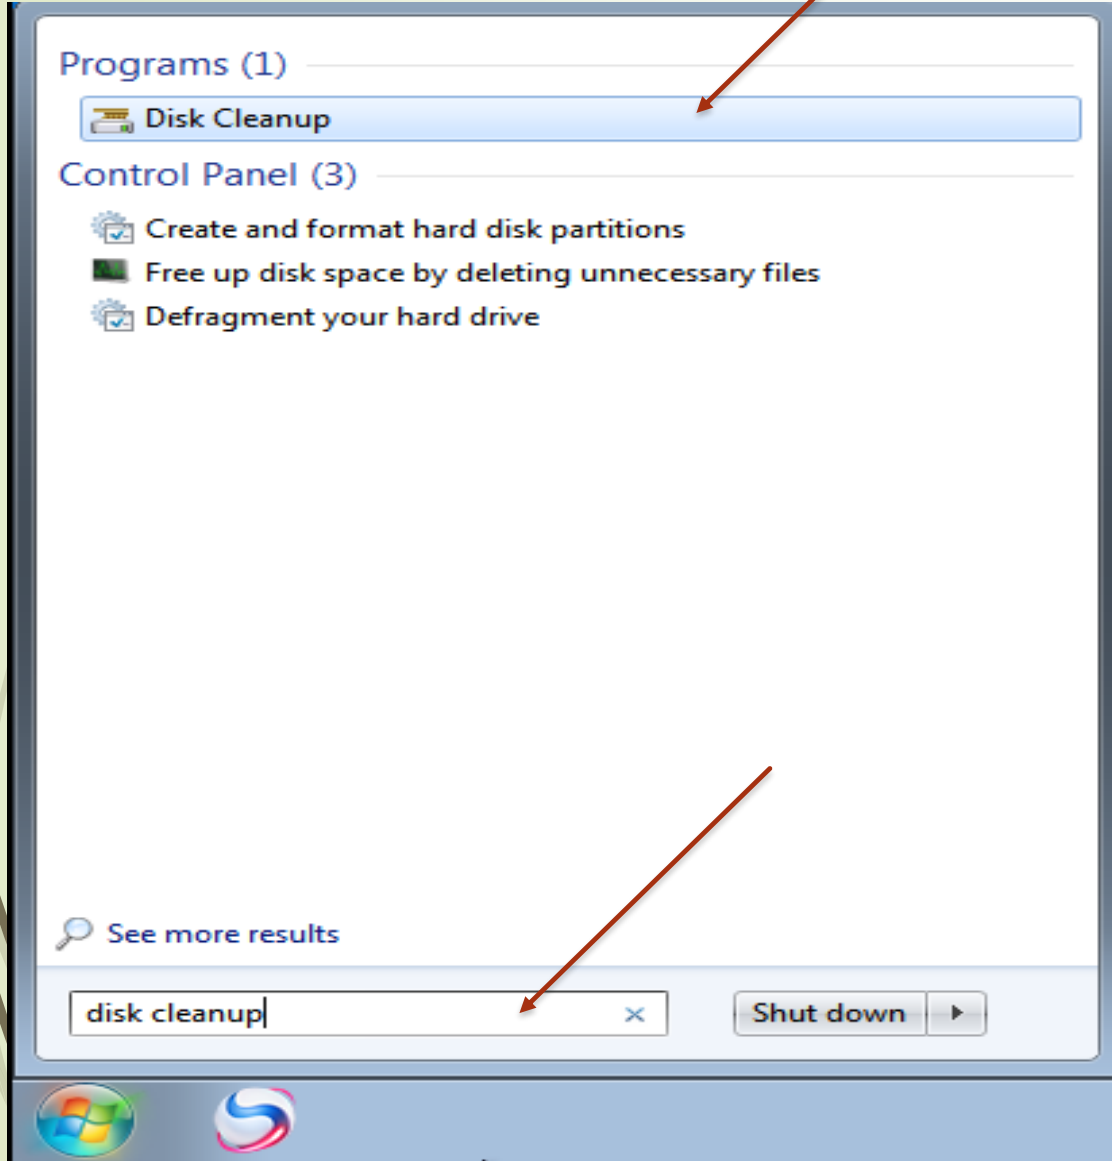 Programs (1)
Disk Cleanup
Control Panel (3)
Create and format hard disk partitions
Free up disk space by deleting unnecessary files
Defragment your hard drive
See more results
disk cleanup
Shut down